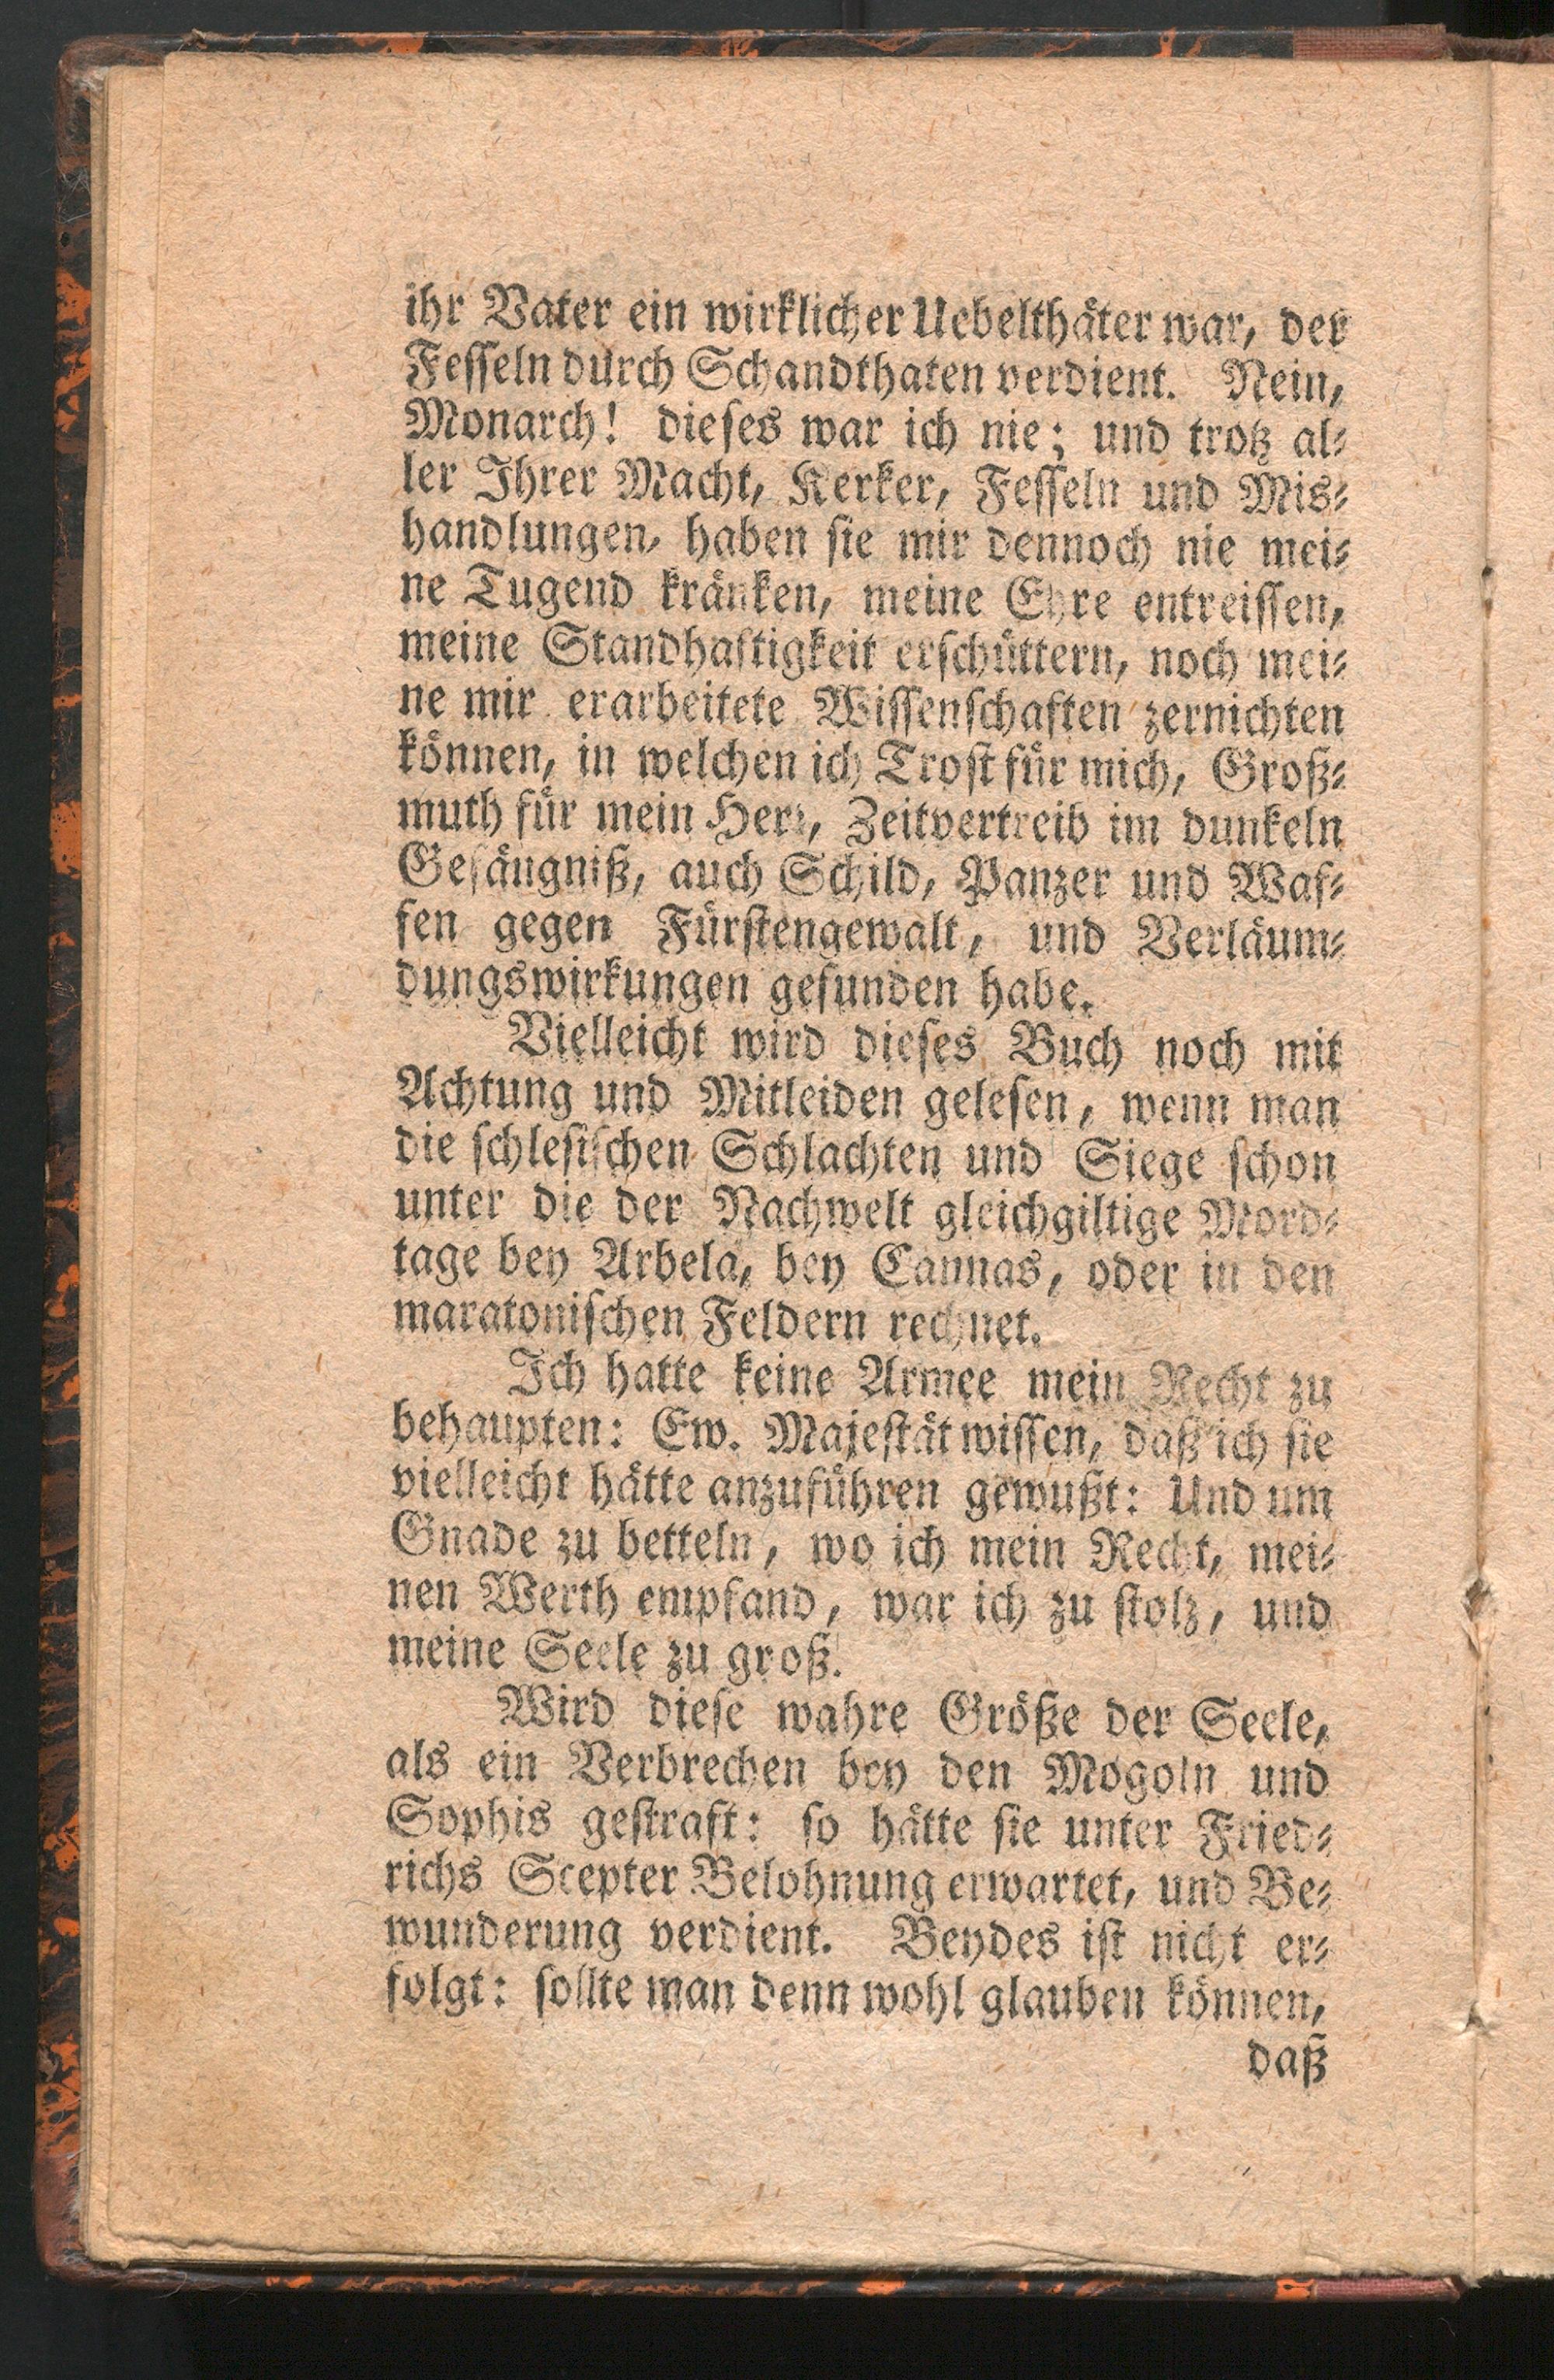 ihr Vater ein wirklicher Uebelthäter war, der
Fesseln durch Schandthaten verdient. Nein,
Monarch! dieses war ich nie; und trotz al⸗
ler Ihrer Macht, Kerker, Fesseln und Mis⸗
handlungen, haben sie mir dennoch nie mei⸗
ne Tugend kränken, meine Ehre entreissen,
meine Standhaftigkeit erschüttern, noch mei⸗
ne mir erarbeitete Wissenschaften zernichten
können, in welchen ich Trost für mich, Groß⸗
muth für mein Herz, Zeitvertreib im dunkeln
Gefängniß, auch Schild, Panzer und Waf⸗
fen gegen Fürstengewalt, und Verläum⸗
dungswirkungen gefunden habe.
Vielleicht wird dieses Buch noch mit
Achtung und Mitleiden gelesen, wenn man
die schlesischen Schlachten und Siege schon
unter die der Nachwelt gleichgiltige Mord⸗
tage bey Arbela, bey Cannas, oder in den
maratonischen Feldern rechnet.
Ich hatte keine Armee mein Recht zu
behaupten: Ew. Majestät wissen, daß ich sie
vielleicht hätte anzuführen gewußt: Und um
Gnade zu betteln, wo ich mein Recht, mei⸗
nen Werth empfand, war ich zu stolz, und
meine Seele zu groß.
Wird diese wahre Größe der Seele,
als ein Verbrechen bey den Mogoln und
Sophis gestraft: so hätte sie unter Fried⸗
richs Scepter Belohnung erwartet, und Be⸗
wunderung verdient. Beydes ist nicht er⸗
folgt: sollte man denn wohl glauben können,
daß